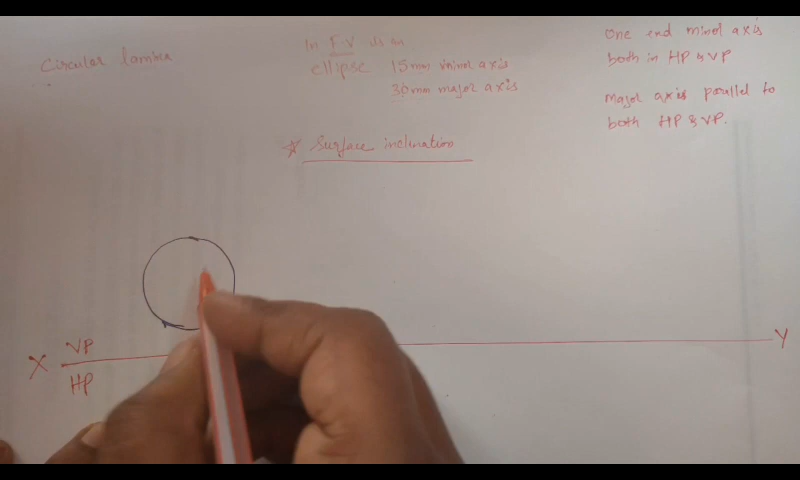 Circular lamina
In F.V is an
ellipse 15mm minor axis
30mm major axis
One end minor axis
both in HP & VP
Major axis parallel to
both HP & VP.
☆ Surface inclination
X
VP
HP
Y